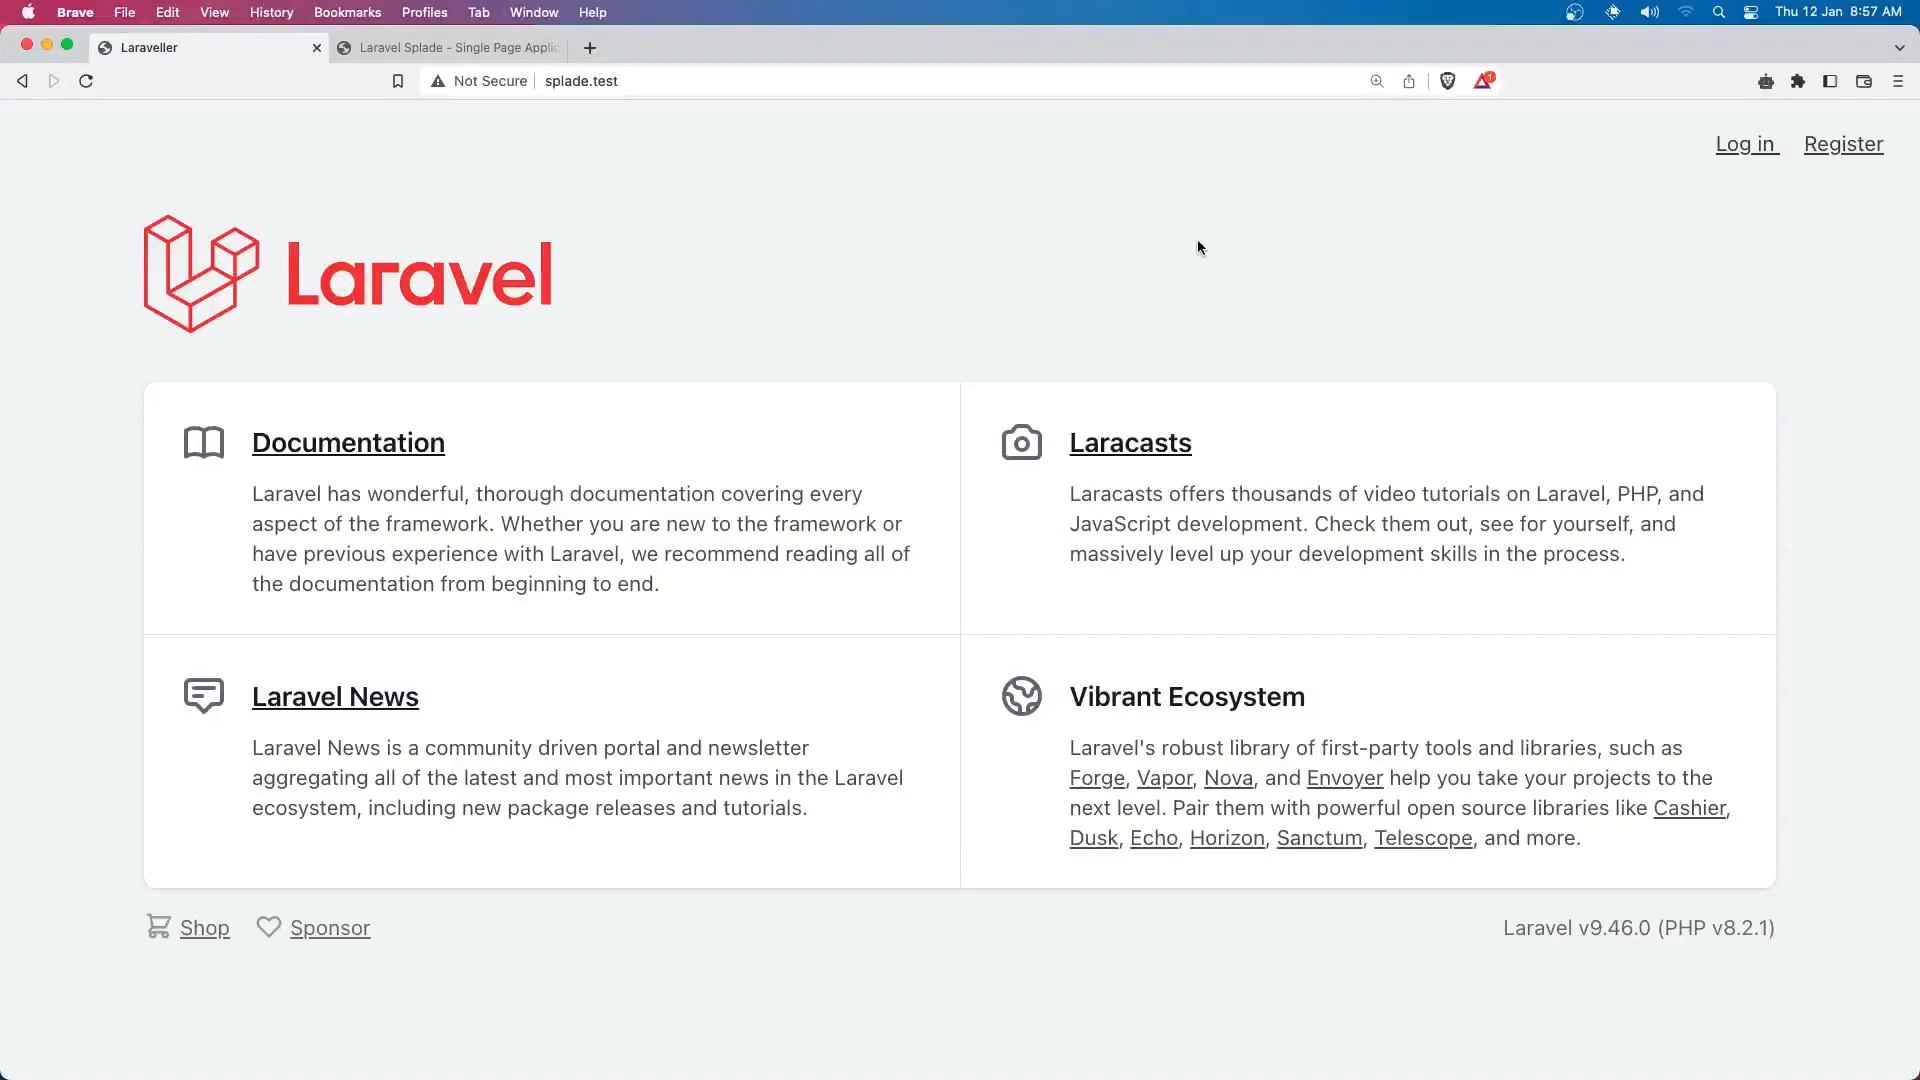 Brave File Edit View History Bookmarks Profiles Tab Window Help Thu 12 Jan 8:57 AM
Laraveller Laravel Splade - Single Page Applic
Not Secure splade.test 1
Log in Register
Laravel
Documentation
Laravel has wonderful, thorough documentation covering every
aspect of the framework. Whether you are new to the framework or
have previous experience with Laravel, we recommend reading all of
the documentation from beginning to end.
Laracasts
Laracasts offers thousands of video tutorials on Laravel, PHP, and
JavaScript development. Check them out, see for yourself, and
massively level up your development skills in the process.
Laravel News
Laravel News is a community driven portal and newsletter
aggregating all of the latest and most important news in the Laravel
ecosystem, including new package releases and tutorials.
Vibrant Ecosystem
Laravel's robust library of first-party tools and libraries, such as
Forge, Vapor, Nova, and Envoyer help you take your projects to the
next level. Pair them with powerful open source libraries like Cashier,
Dusk, Echo, Horizon, Sanctum, Telescope, and more.
Shop Sponsor Laravel v9.46.0 (PHP v8.2.1)